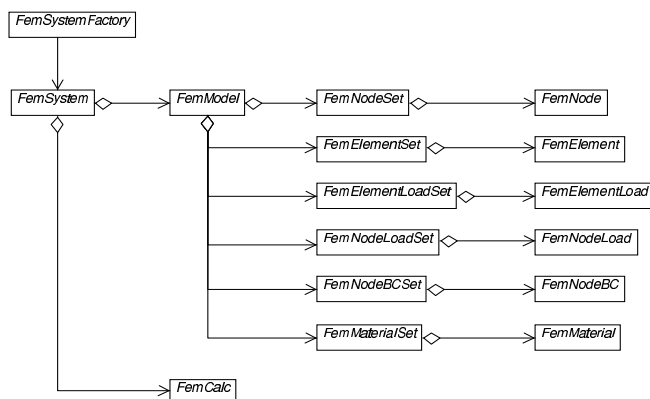 FemSystemFactory
FemSystem FemModel FemNodeSet FemNode
FemElementSet FemElement
FemElementLoadSet FemElementLoad
FemNodeLoadSet FemNodeLoad
FemNodeBCSet FemNodeBC
FemMaterialSet FemMaterial
FemCalc